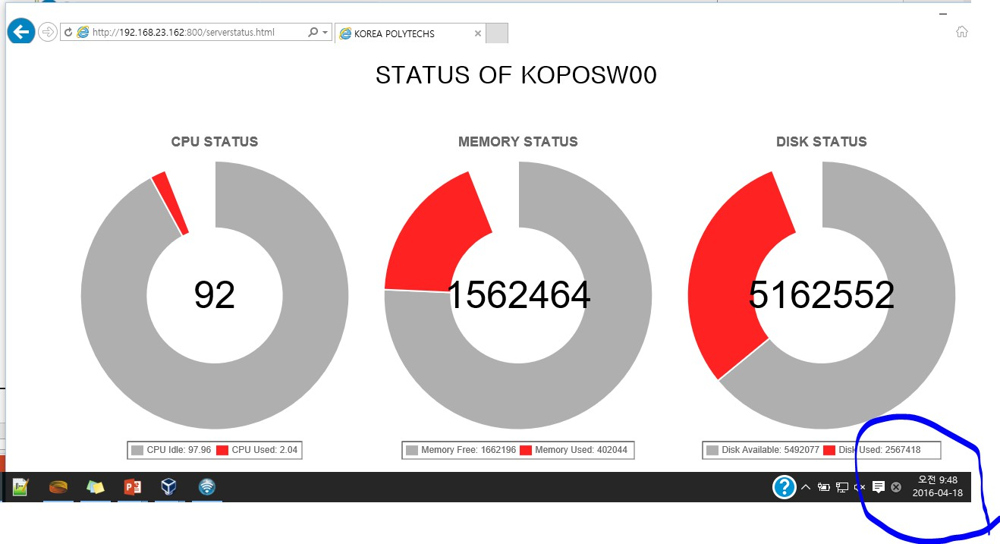 http://192.168.23.162:800/serverstatus.html
KOREA POLYTECHS
STATUS OF KOPOSW00
CPU STATUS
MEMORY STATUS
DISK STATUS
92
1562464
5162552
CPU Idle: 97.96 CPU Used: 2.04
Memory Free: 1662196 Memory Used: 402044
Disk Available: 5492077 Disk Used: 2567418
오전 9:48
2016-04-18